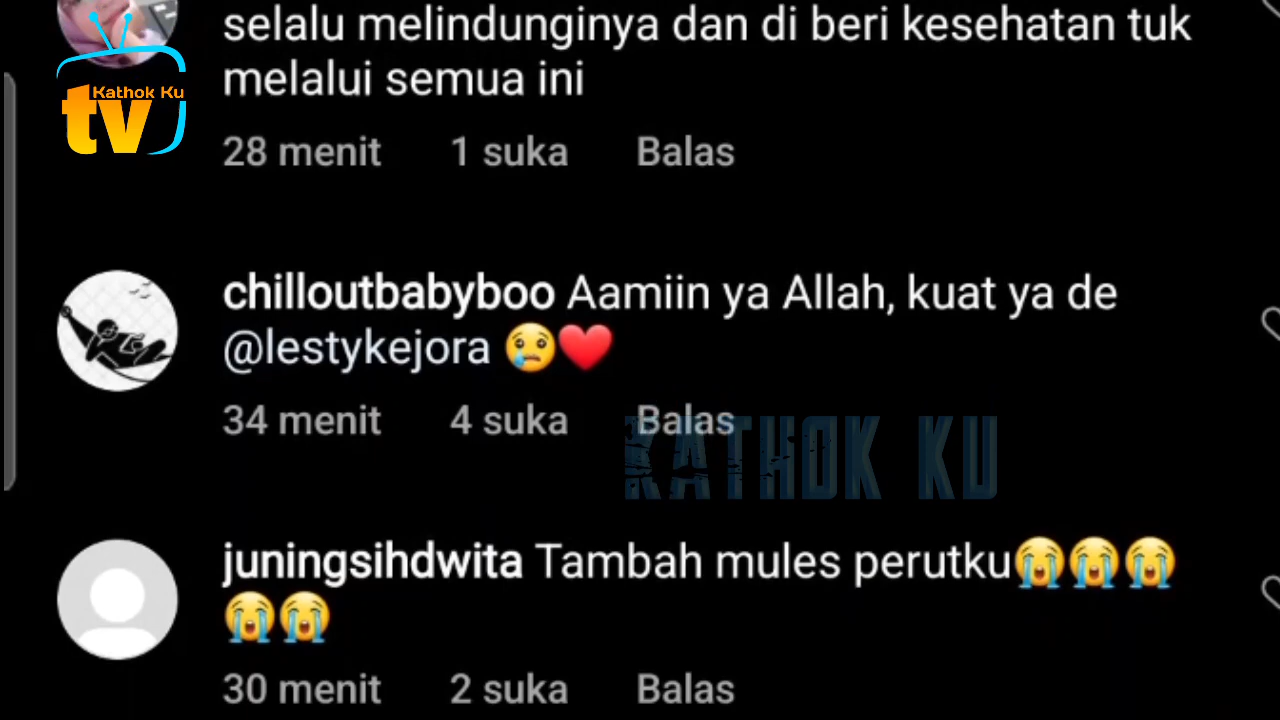 selalu melindunginya dan di beri kesehatan tuk
melalui semua ini
Kathok Ku
tv
28 menit 1 suka Balas
chilloutbabyboo Aamiin ya Allah, kuat ya de
@lestykejora 😢❤️
34 menit 4 suka Balas
KATHOK KU
juningsihdwita Tambah mules perutku😭😭😭
😭😭
30 menit 2 suka Balas